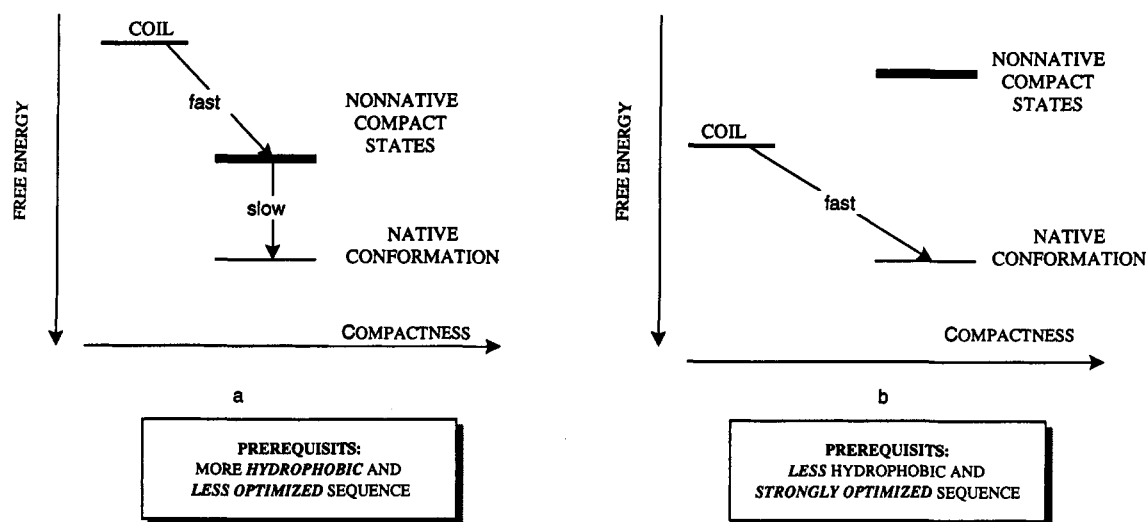 COIL
fast
NONNATIVE
COMPACT
STATES
slow
NATIVE
CONFORMATION
FREE ENERGY
COMPACTNESS
a
PREREQUISITS:
MORE HYDROPHOBIC AND
LESS OPTIMIZED SEQUENCE
NONNATIVE
COMPACT
STATES
COIL
fast
NATIVE
CONFORMATION
FREE ENERGY
COMPACTNESS
b
PREREQUISITS:
LESS HYDROPHOBIC AND
STRONGLY OPTIMIZED SEQUENCE